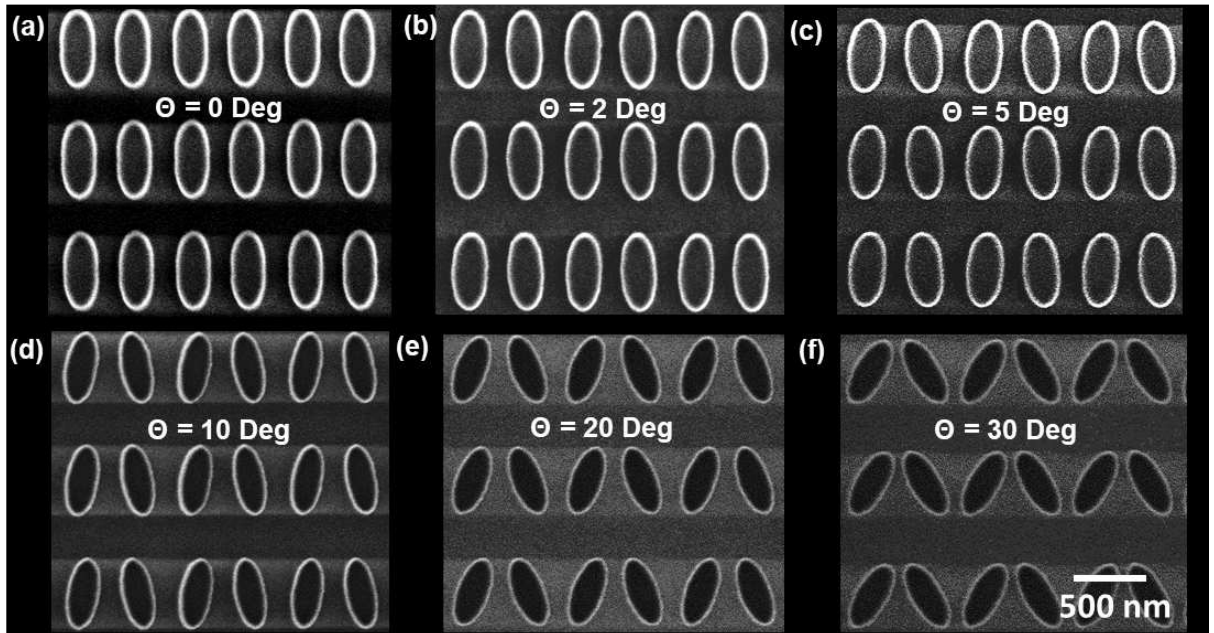 (a)
Θ = 0 Deg
(b)
Θ = 2 Deg
(c)
Θ = 5 Deg
(d)
Θ = 10 Deg
(e)
Θ = 20 Deg
(f)
Θ = 30 Deg
500 nm